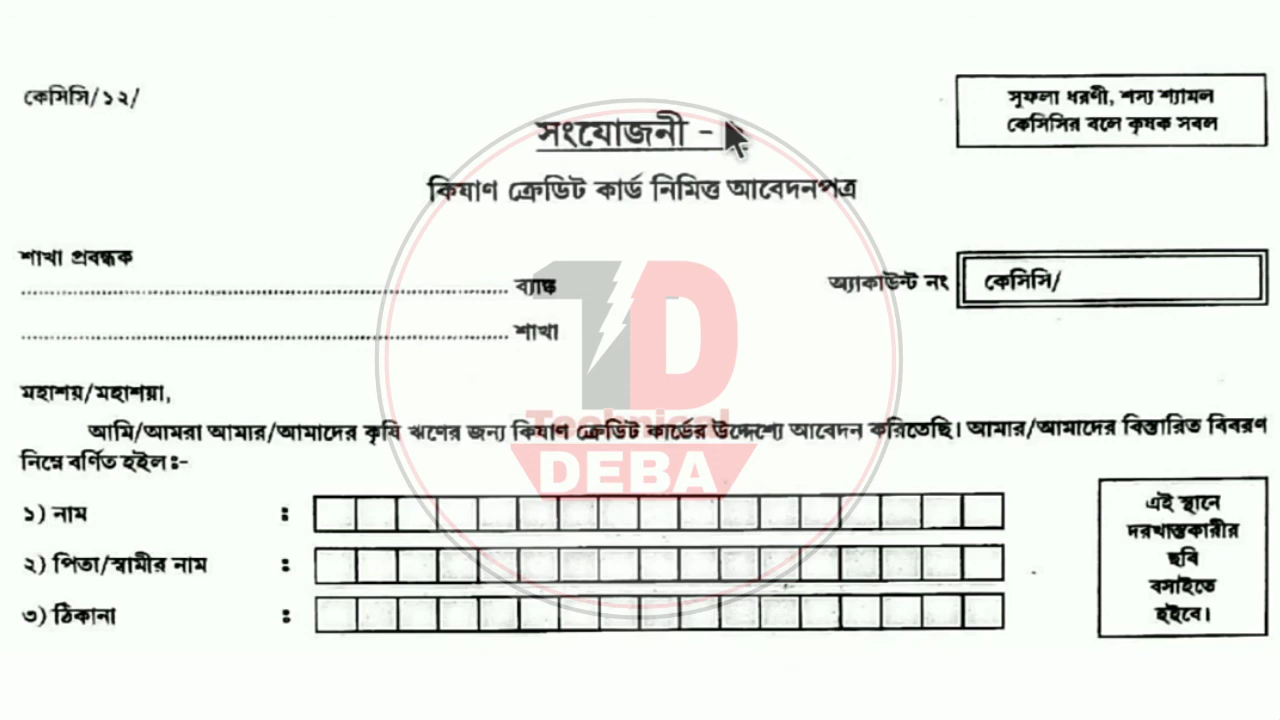 কেসিসি/১২/
সুফলা ধরণী, শস্য শ্যামল
কেসিসির বলে কৃষক সবল
সংযোজনী -
কিষাণ ক্রেডিট কার্ড নিমিত্ত আবেদনপত্র
শাখা প্রবন্ধক
ব্যাঙ্ক
শাখা
অ্যাকাউন্ট নং
কেসিসি/
মহাশয়/মহাশয়া,
আমি/আমরা আমার/আমাদের কৃষি ঋণের জন্য কিষাণ ক্রেডিট কার্ডের উদ্দেশ্যে আবেদন করিতেছি। আমার/আমাদের বিস্তারিত বিবরণ
নিম্নে বর্ণিত হইল ঃ-
১) নাম :
২) পিতা/স্বামীর নাম :
৩) ঠিকানা :
এই স্থানে
দরখাস্তকারীর
ছবি
বসাইতে
হইবে।
TD
Technical
DEBA